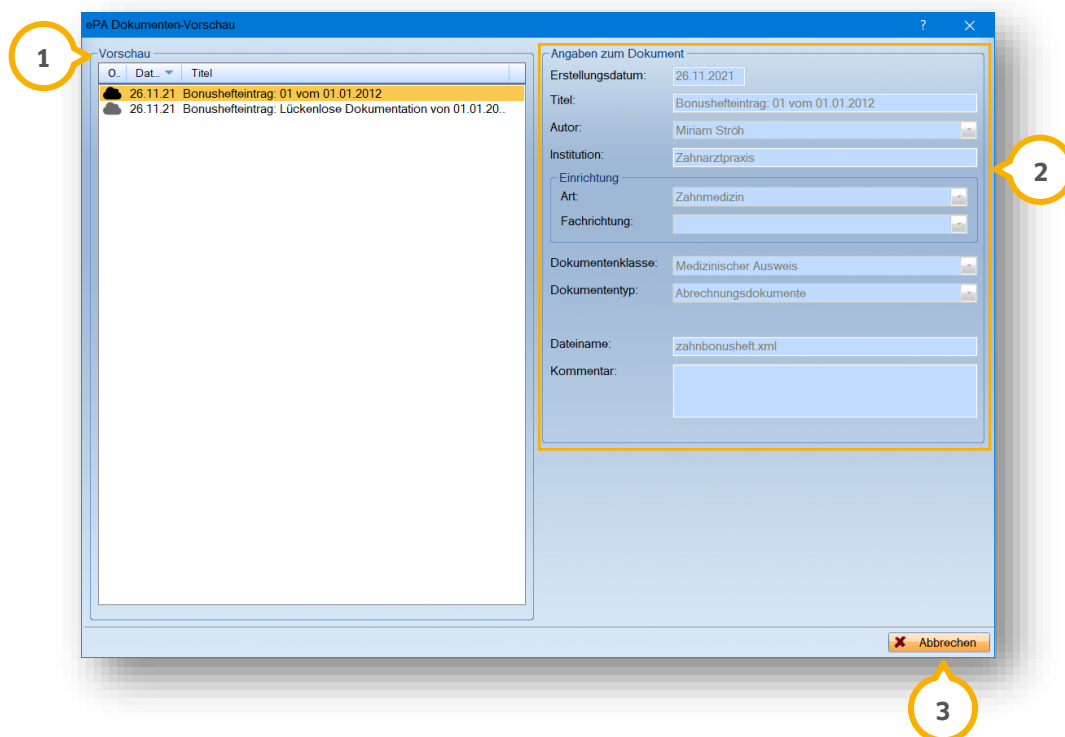 ePA Dokumenten-Vorschau ?
1
Vorschau
O.. Dat.. Titel
26.11.21 Bonushefteintrag: 01 vom 01.01.2012
26.11.21 Bonushefteintrag: Lückenlose Dokumentation von 01.01.20..
Angaben zum Dokument
Erstellungsdatum: 26.11.2021
Titel: Bonushefteintrag: 01 vom 01.01.2012
Autor: Miriam Ströh
Institution: Zahnarztpraxis
Einrichtung
Art: Zahnmedizin
Fachrichtung:
Dokumentenklasse: Medizinischer Ausweis
Dokumententyp: Abrechnungsdokumente
Dateiname: zahnbonusheft.xml
Kommentar:
2
Abbrechen
3